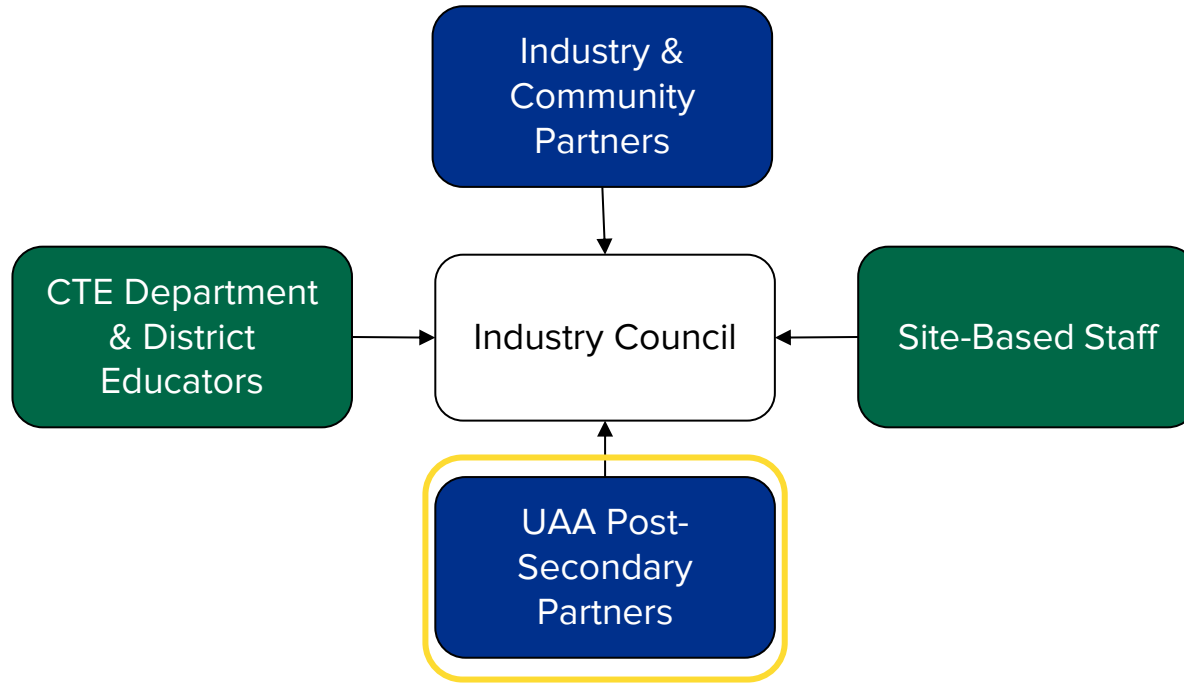 Industry &
Community
Partners
CTE Department
& District
Educators
Industry Council
Site-Based Staff
UAA Post-
Secondary
Partners